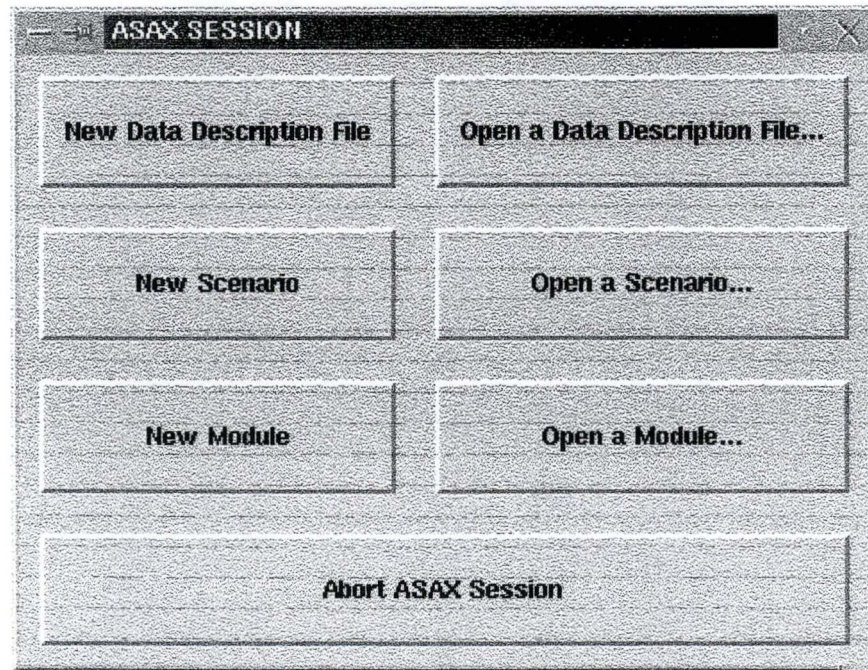 ASAX SESSION
New Data Description File
Open a Data Description File...
New Scenario
Open a Scenario...
New Module
Open a Module...
Abort ASAX Session